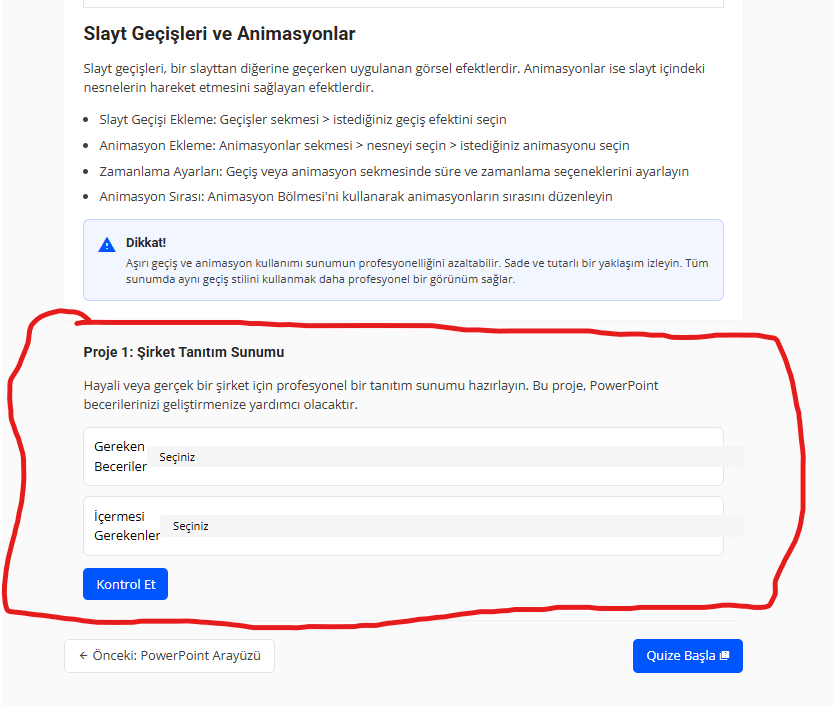 Slayt Geçişleri ve Animasyonlar
Slayt geçişleri, bir slayttan diğerine geçerken uygulanan görsel efektlerdir. Animasyonlar ise slayt içindeki
nesnelerin hareket etmesini sağlayan efektlerdir.
Slayt Geçişi Ekleme: Geçişler sekmesi > istediğiniz geçiş efektini seçin
Animasyon Ekleme: Animasyonlar sekmesi > nesneyi seçin > istediğiniz animasyonu seçin
Zamanlama Ayarları: Geçiş veya animasyon sekmesinde süre ve zamanlama seçeneklerini ayarlayın
Animasyon Sırası: Animasyon Bölmesi'ni kullanarak animasyonların sırasını düzenleyin
Dikkat!
Aşırı geçiş ve animasyon kullanımı sunumun profesyonelliğini azaltabilir. Sade ve tutarlı bir yaklaşım izleyin. Tüm
sunumda aynı geçiş stilini kullanmak daha profesyonel bir görünüm sağlar.
Proje 1: Şirket Tanıtım Sunumu
Hayali veya gerçek bir şirket için profesyonel bir tanıtım sunumu hazırlayın. Bu proje, PowerPoint
becerilerinizi geliştirmenize yardımcı olacaktır.
Gereken
Beceriler
Seçiniz
İçermesi
Gerekenler
Seçiniz
Kontrol Et
← Önceki: PowerPoint Arayüzü
Quize Başla